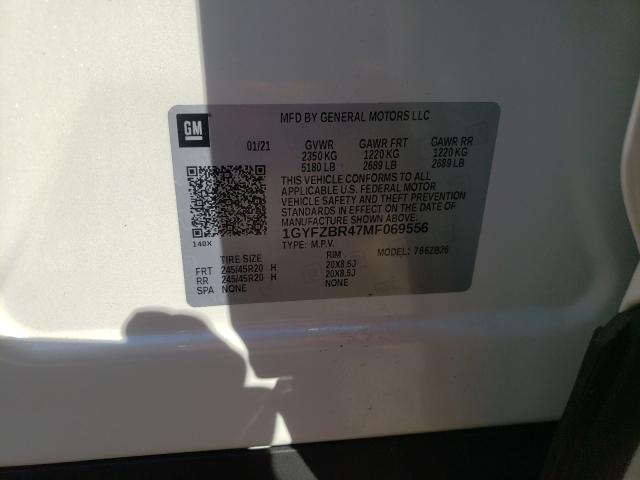 GM
MFD BY GENERAL MOTORS LLC
01/21 GVWR GAWR FRT GAWR RR
2350 KG 1220 KG 1220 KG
5180 LB 2689 LB 2689 LB
THIS VEHICLE CONFORMS TO ALL
APPLICABLE U.S. FEDERAL MOTOR
VEHICLE SAFETY AND THEFT PREVENTION
STANDARDS IN EFFECT ON THE DATE OF
MANUFACTURE SHOWN ABOVE.
1GYFZBR47MF069556
140X
TYPE: M.P.V. MODEL: 766ZB26
TIRE SIZE RIM
FRT 245/45R20 H 20X8.5J
RR 245/45R20 H 20X8.5J
SPA NONE NONE